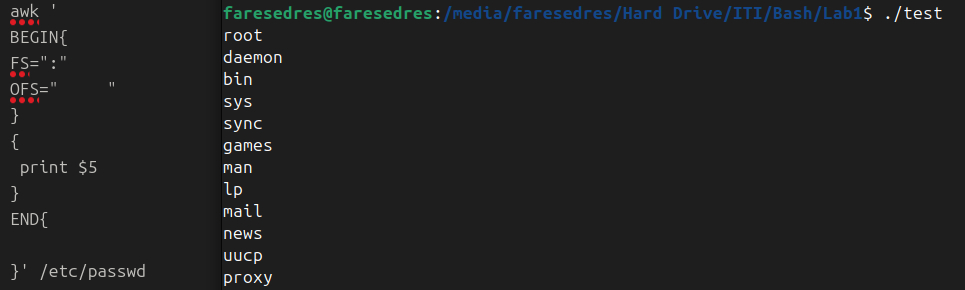 awk '
BEGIN{
FS=":"
OFS="     "
}
{
 print $5
}
END{

}' /etc/passwd
faresedres@faresedres:/media/faresedres/Hard Drive/ITI/Bash/Lab1$ ./test
root
daemon
bin
sys
sync
games
man
lp
mail
news
uucp
proxy